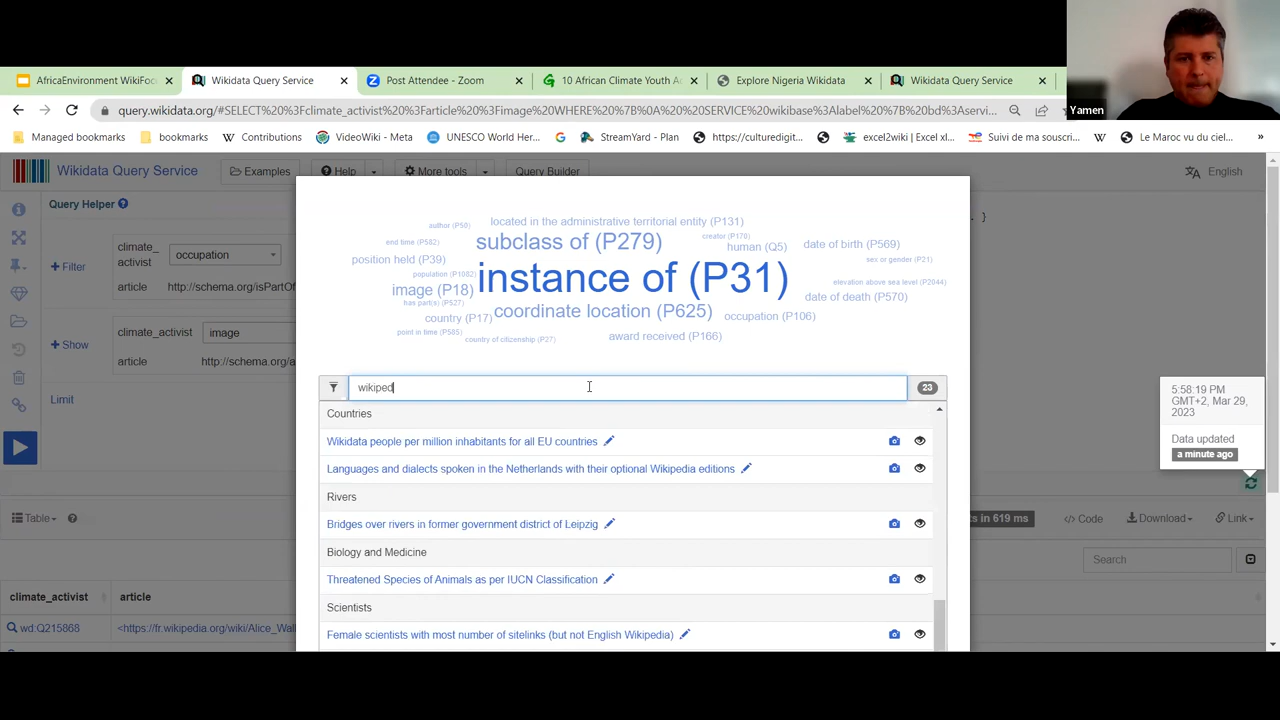 AfricaEnvironment WikiFoc
Wikidata Query Service
Post Attendee - Zoom
10 African Climate Youth A
Explore Nigeria Wikidata
Wikidata Query Service
query.wikidata.org/#SELECT%20%3Fclimate_activist%20%3Farticle%20%3Fimage%20WHERE%20%7B%0A%20%20SERVICE%20wikibase%3Alabel%20%7B%20bd%3Aservi...
Yamen
Managed bookmarks
bookmarks
Contributions
VideoWiki - Meta
UNESCO World Her...
StreamYard - Plan
https://culturedigit...
excel2wiki | Excel xl...
Suivi de ma souscri...
Le Maroc vu du ciel...
»
Wikidata Query Service
Examples
Help
More tools
Query Builder
English
Query Helper
. }
climate_
activist
occupation
+ Filter
article
http://schema.org/isPartOf
climate_activist
image
+ Show
article
http://schema.org/a
Limit
author (P50)
located in the administrative territorial entity (P131)
end time (P582)
subclass of (P279)
creator (P170)
human (Q5)
date of birth (P569)
position held (P39)
sex or gender (P21)
population (P1082)
instance of (P31)
elevation above sea level (P2044)
image (P18)
has part(s) (P527)
date of death (P570)
country (P17)
coordinate location (P625)
occupation (P106)
point in time (P585)
country of citizenship (P27)
award received (P166)
wikiped
23
Countries
Wikidata people per million inhabitants for all EU countries
Languages and dialects spoken in the Netherlands with their optional Wikipedia editions
Rivers
Bridges over rivers in former government district of Leipzig
Biology and Medicine
Threatened Species of Animals as per IUCN Classification
Scientists
Female scientists with most number of sitelinks (but not English Wikipedia)
5:58:19 PM
GMT+2, Mar 29,
2023
Data updated
a minute ago
Table
ts in 619 ms
</> Code
Download
Link
Search
climate_activist
article
wd:Q215868
<https://fr.wikipedia.org/wiki/Alice_Wal